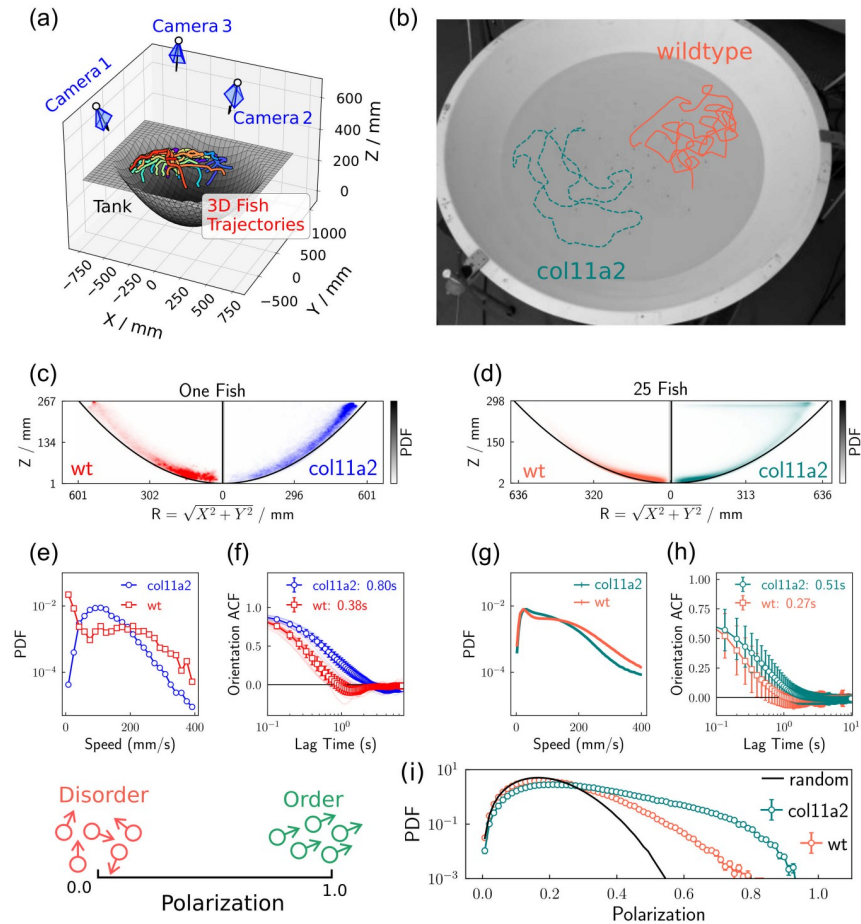 (a)
Camera 3
Camera 1
Camera 2
600
400
200
0
Z / mm
Tank
3D Fish
Trajectories
1000
500
0
−500
Y / mm
−750
−500
−250
0
250
500
750
X / mm
(b)
wildtype
col11a2
(c)
One Fish
267
134
1
Z / mm
wt
col11a2
PDF
601
302
0
296
601
R = √X² + Y² / mm
(d)
25 Fish
298
150
2
Z / mm
wt
col11a2
PDF
636
320
0
313
636
R = √X² + Y² / mm
(e)
col11a2
wt
10⁻²
10⁻⁴
PDF
0
200
400
Speed (mm/s)
(f)
col11a2: 0.80s
wt: 0.38s
1.0
0.5
0.0
Orientation ACF
10⁻¹
10⁰
Lag Time (s)
(g)
col11a2
wt
10⁻²
10⁻⁴
PDF
0
200
400
Speed (mm/s)
(h)
col11a2: 0.51s
wt: 0.27s
1.00
0.75
0.50
0.25
0.00
Orientation ACF
10⁻¹
10⁰
10¹
Lag Time (s)
Disorder
Order
0.0
1.0
Polarization
(i)
random
col11a2
wt
10¹
10⁻¹
10⁻³
PDF
0.0
0.2
0.4
0.6
0.8
1.0
Polarization